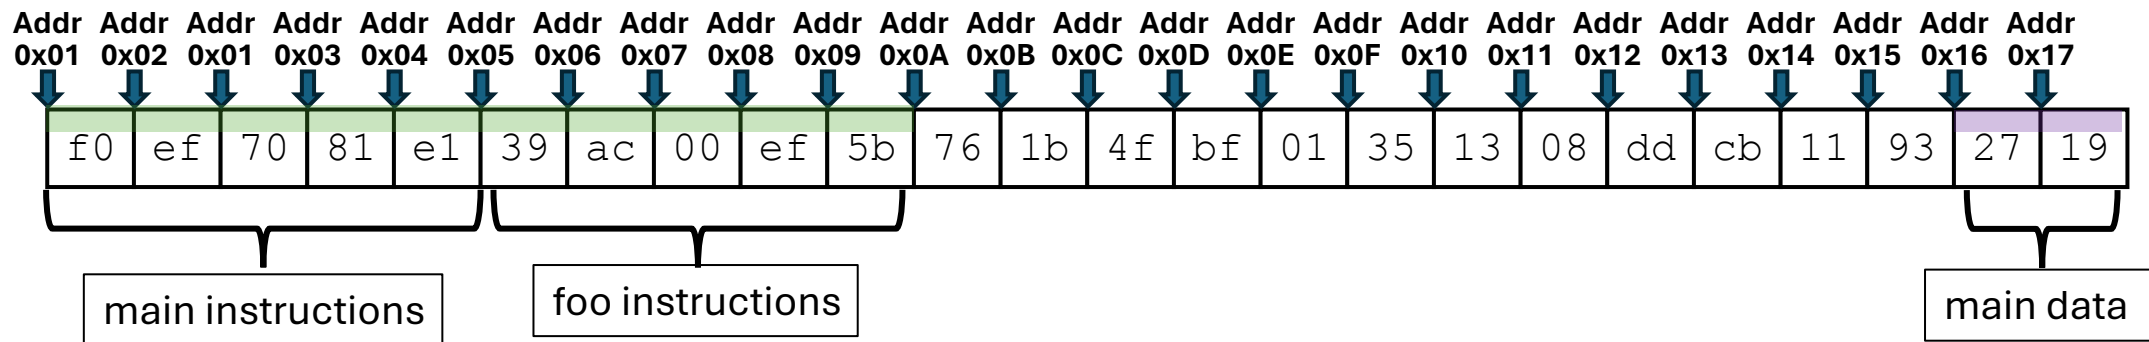 Addr Addr Addr Addr Addr Addr Addr Addr Addr Addr Addr Addr Addr Addr Addr Addr Addr Addr Addr Addr Addr Addr Addr Addr
0x01 0x02 0x01 0x03 0x04 0x05 0x06 0x07 0x08 0x09 0x0A 0x0B 0x0C 0x0D 0x0E 0x0F 0x10 0x11 0x12 0x13 0x14 0x15 0x16 0x17
f0 ef 70 81 e1 39 ac 00 ef 5b 76 1b 4f bf 01 35 13 08 dd cb 11 93 27 19
main instructions
foo instructions
main data